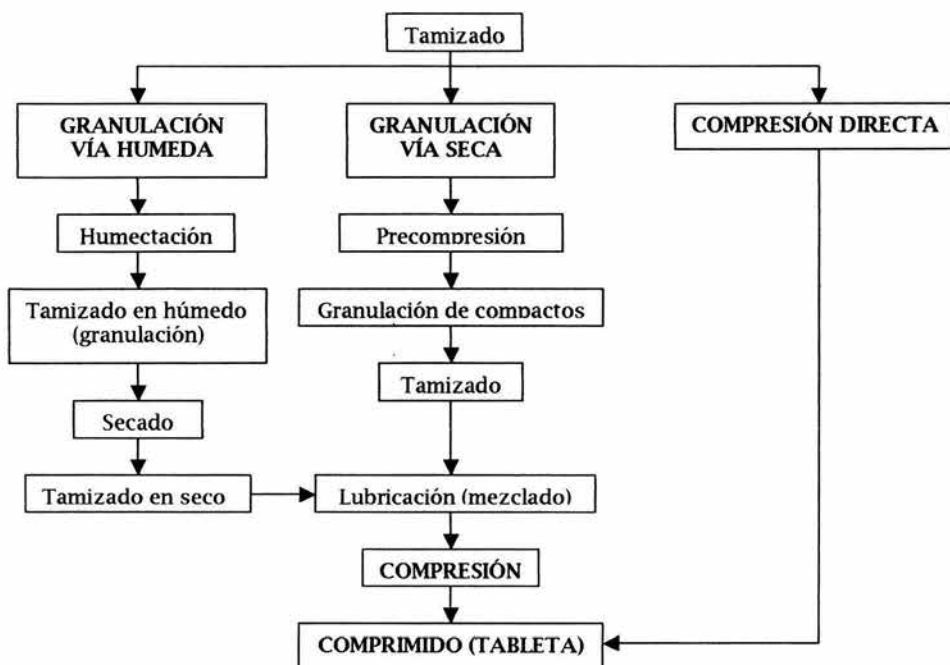 Tamizado
GRANULACIÓN
VÍA HUMEDA
GRANULACIÓN
VÍA SECA
COMPRESIÓN DIRECTA
Humectación
Precompresión
Tamizado en húmedo
(granulación)
Granulación de compactos
Tamizado
Secado
Tamizado en seco
Lubricación (mezclado)
COMPRESIÓN
COMPRIMIDO (TABLETA)